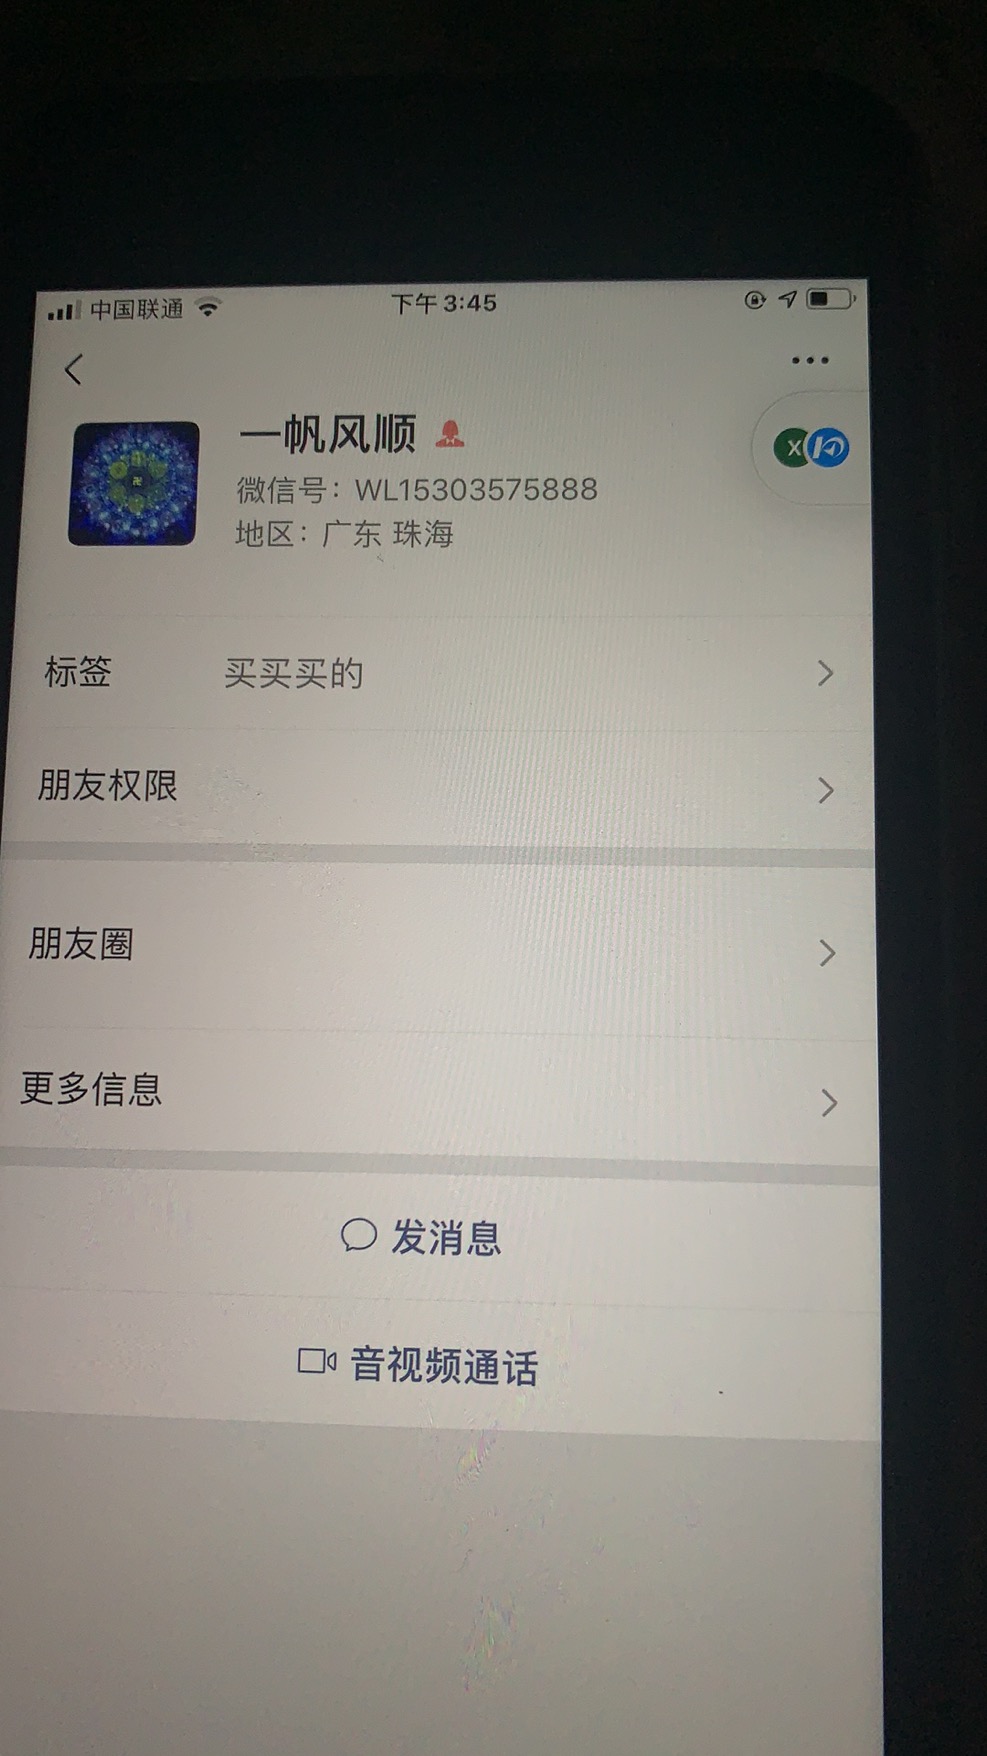 中国联通
下午 3:45
一帆风顺
微信号：WL15303575888
地区：广东 珠海
X
卍
标签 买买买的
朋友权限
朋友圈
更多信息
发消息
音视频通话